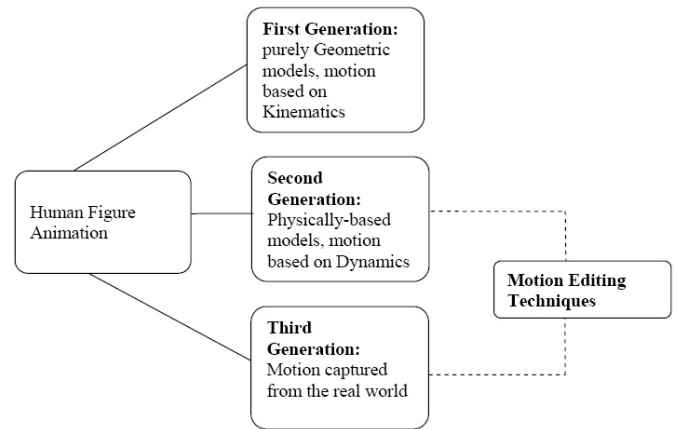 First Generation:
purely Geometric
models, motion
based on
Kinematics
Human Figure
Animation
Second
Generation:
Physically-based
models, motion
based on Dynamics
Motion Editing
Techniques
Third
Generation:
Motion captured
from the real world